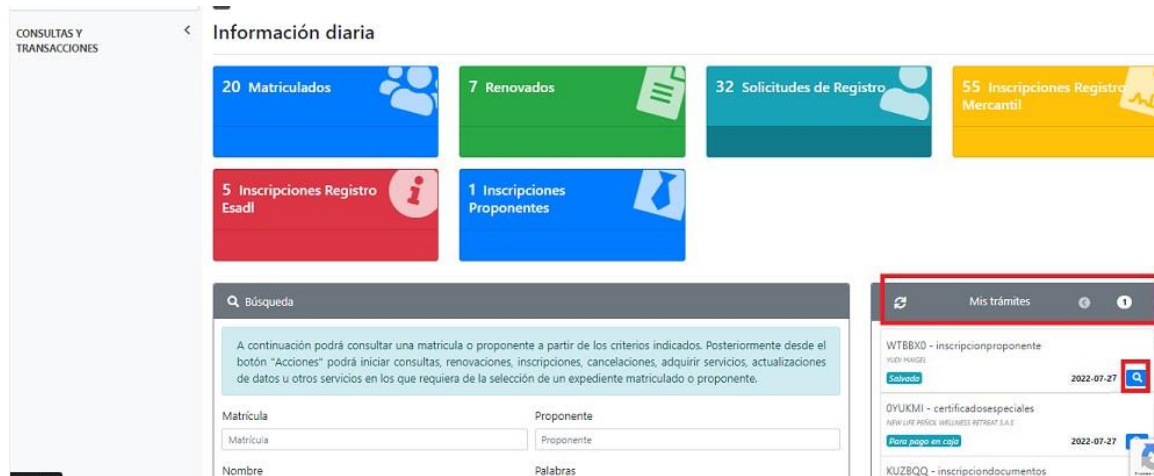 CONSULTAS Y
TRANSACCIONES
Información diaria
20 Matriculados
7 Renovados
32 Solicitudes de Registro
55 Inscripciones Registro
Mercantil
5 Inscripciones Registro
Esadl
1 Inscripciones
Proponentes
Búsqueda
A continuación podrá consultar una matricula o proponente a partir de los criterios indicados. Posteriormente desde el
botón "Acciones" podrá iniciar consultas, renovaciones, inscripciones, cancelaciones, adquirir servicios, actualizaciones
de datos u otros servicios en los que requiera de la selección de un expediente matriculado o proponente.
Matrícula
Proponente
Matrícula
Proponente
Nombre
Palabras
Mis trámites
1
WTBBX0 - inscripcionproponente
Salvada
2022-07-27
0YUKMI - certificadosespeciales
NEW LIFE PEÑOL WELLNESS RETREAT S.A.S
Para pago en caja
2022-07-27
KUZBQQ - inscripciondocumentos